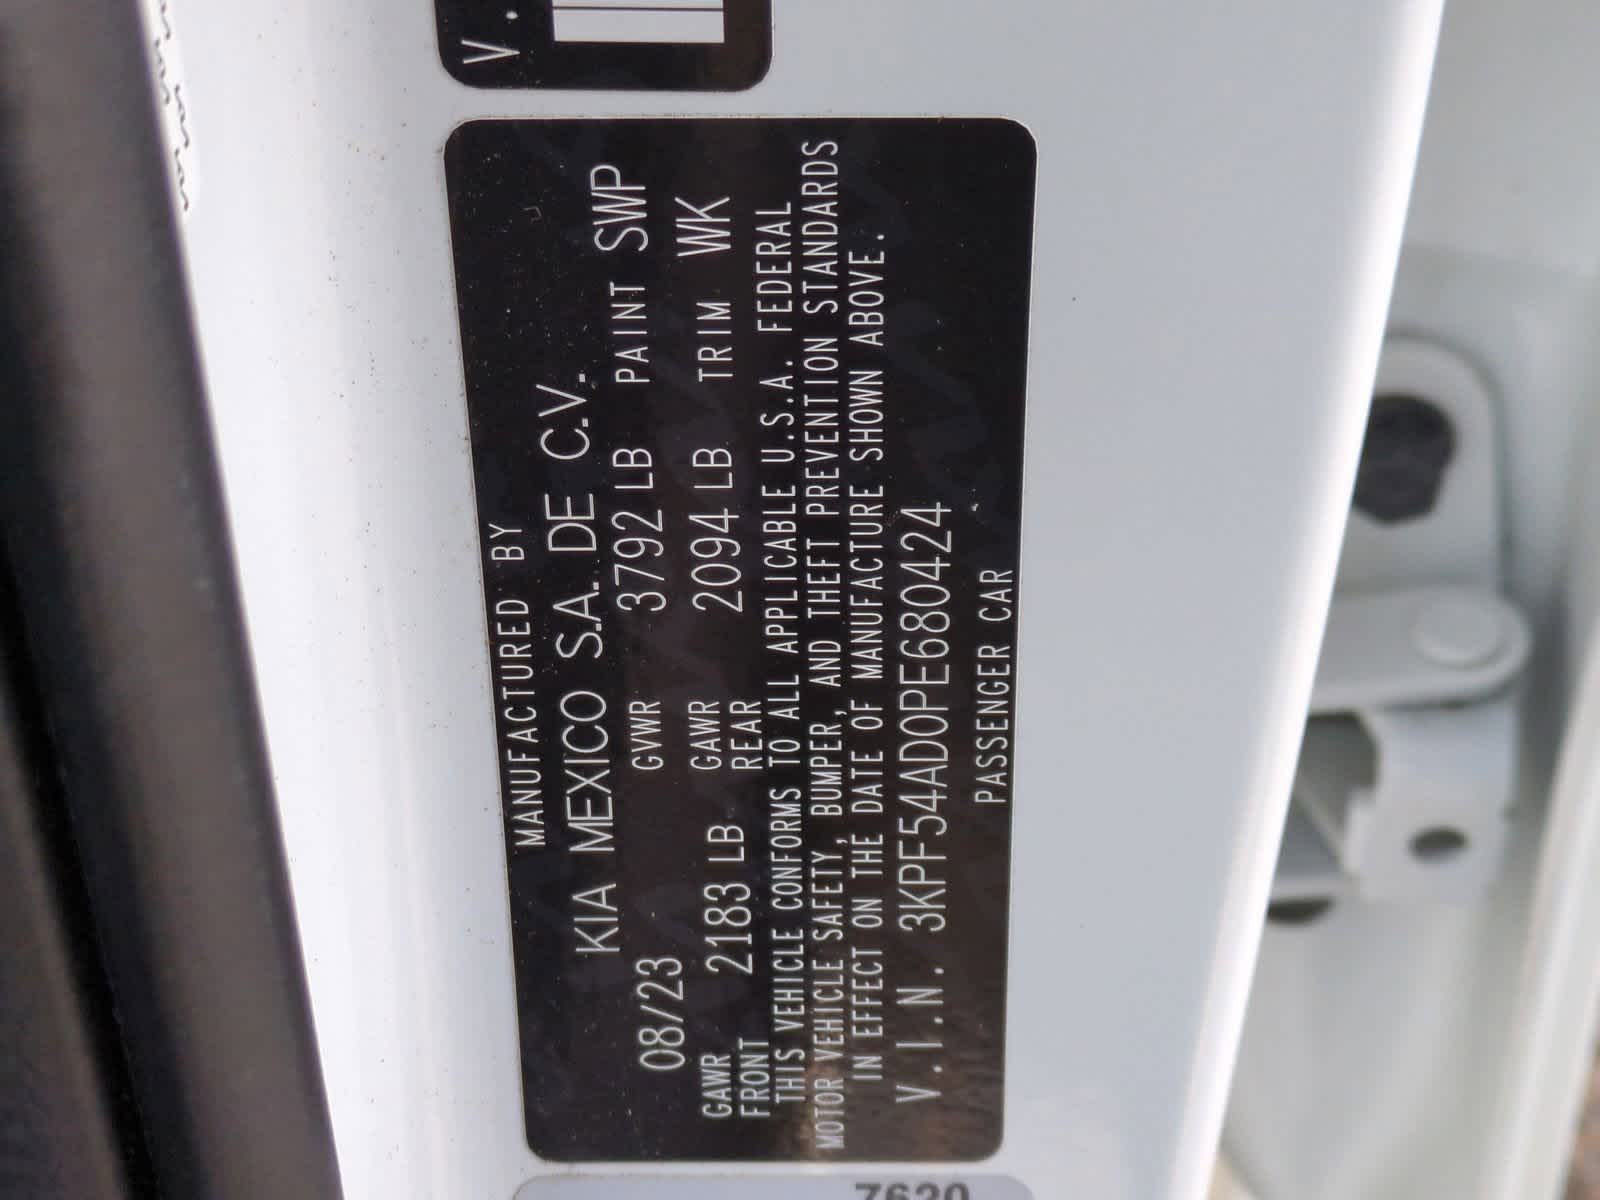 V.
MANUFACTURED BY
KIA MEXICO S.A. DE C.V.
08/23 GVWR 3792 LB PAINT SWP
GAWR FRONT 2183 LB GAWR REAR 2094 LB TRIM WK
THIS VEHICLE CONFORMS TO ALL APPLICABLE U.S.A. FEDERAL
MOTOR VEHICLE SAFETY, BUMPER, AND THEFT PREVENTION STANDARDS
IN EFFECT ON THE DATE OF MANUFACTURE SHOWN ABOVE.
V.I.N. 3KPF54AD0PE680424
PASSENGER CAR
7620